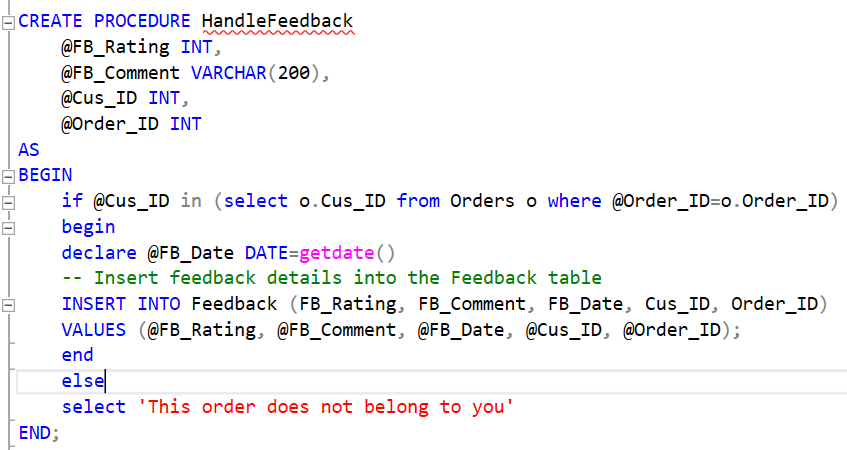 CREATE PROCEDURE HandleFeedback
    @FB_Rating INT,
    @FB_Comment VARCHAR(200),
    @Cus_ID INT,
    @Order_ID INT
AS
BEGIN
    if @Cus_ID in (select o.Cus_ID from Orders o where @Order_ID=o.Order_ID)
    begin
    declare @FB_Date DATE=getdate()
    -- Insert feedback details into the Feedback table
    INSERT INTO Feedback (FB_Rating, FB_Comment, FB_Date, Cus_ID, Order_ID)
    VALUES (@FB_Rating, @FB_Comment, @FB_Date, @Cus_ID, @Order_ID);
    end
    else
    select 'This order does not belong to you'
END;